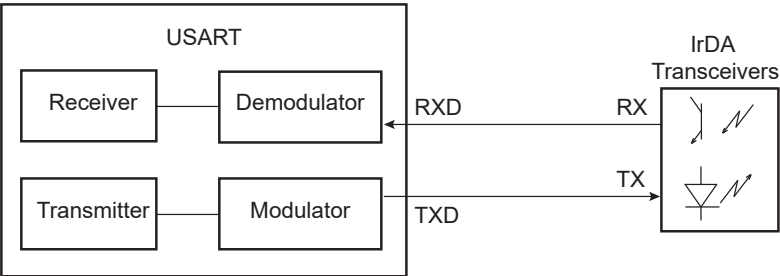 USART
IrDA
Transceivers
Receiver
Demodulator
RXD
RX
Transmitter
Modulator
TXD
TX